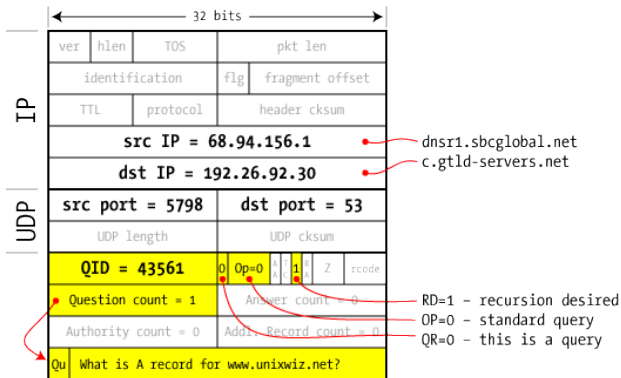 32 bits
IP
ver hlen TOS pkt len
identification flg fragment offset
TTL protocol header cksum
src IP = 68.94.156.1 dnsr1.sbcglobal.net
dst IP = 192.26.92.30 c.gtld-servers.net
UDP
src port = 5798 dst port = 53
UDP length UDP cksum
QID = 43561 0 Op=0 AA TC 1 RA Z rcode
Question count = 1 Answer count = 0 RD=1 - recursion desired
OP=0 - standard query
Authority count = 0 Addl. Record count = 0 QR=0 - this is a query
Qu What is A record for www.unixwiz.net?